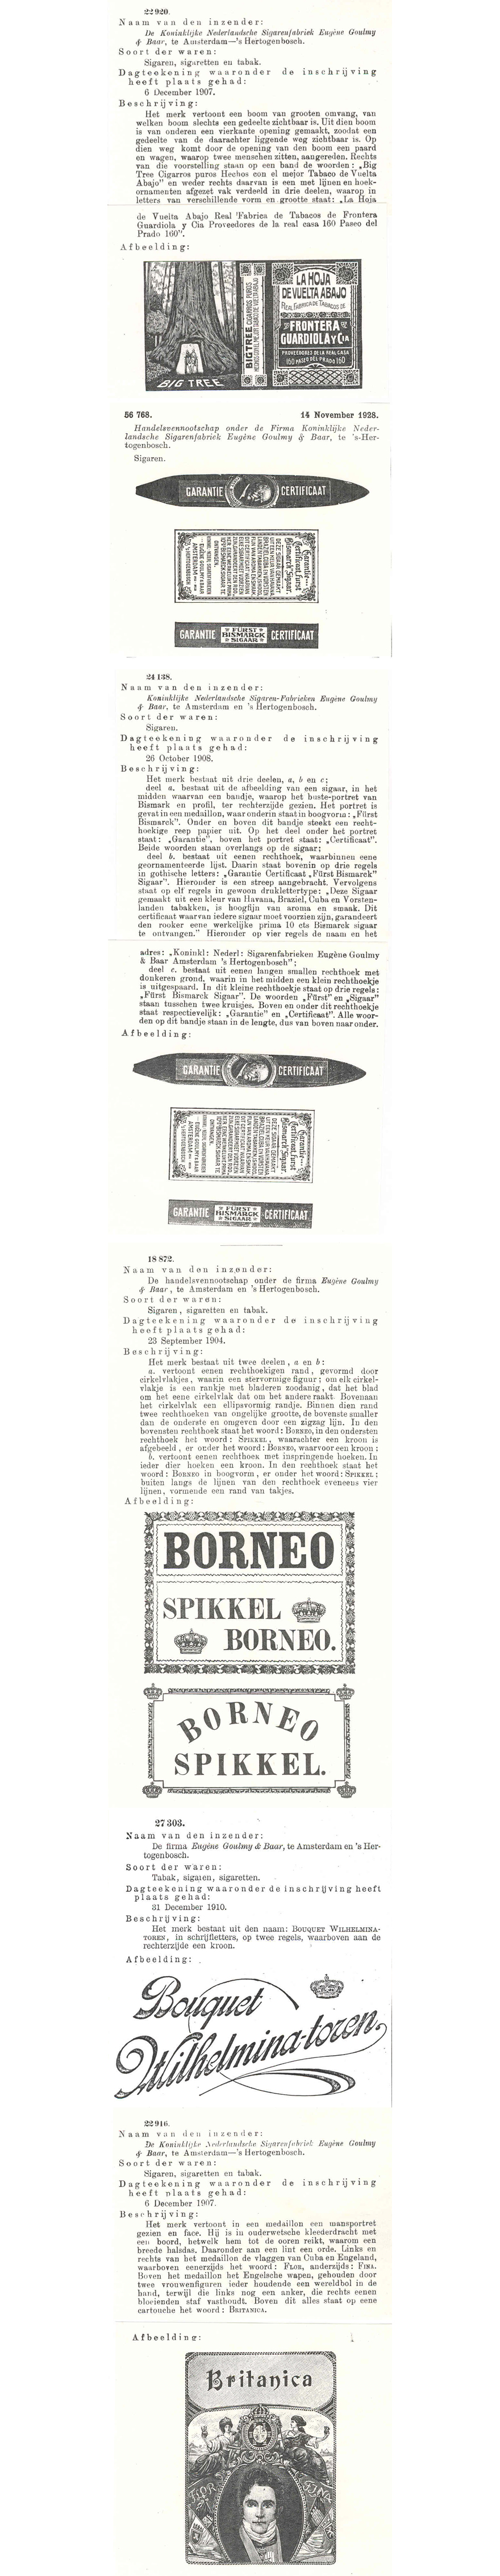 22920.
Naam van den inzender:
De Koninklijke Nederlandsche Sigarenfabriek Eugène Goulmy
& Baar, te Amsterdam—'s Hertogenbosch.
Soort der waren:
Sigaren, sigaretten en tabak.
Dagteekening waaronder de inschrijving
heeft plaats gehad:
6 December 1907.
Beschrijving:
Het merk vertoont een boom van grooten omvang, van
welken boom slechts een gedeelte zichtbaar is. Uit dien boom
is van onderen een vierkante opening gemaakt, zoodat een
gedeelte van de daarachter liggende weg zichtbaar is. Op
dien weg komt door de opening van den boom een paard
en wagen, waarop twee menschen zitten, aangereden. Rechts
van die voorstelling staan op een band de woorden: „Big
Tree Cigarros puros Hechos con el mejor Tabaco de Vuelta
Abajo" en weder rechts daarvan is een met lijnen en hoek-
ornamenten afgezet vak verdeeld in drie deelen, waarop in
letters van verschillende vorm en grootte staat: „La Hoja
de Vuelta Abajo Real Fabrica de Tabacos de Frontera
Guardiola y Cia Proveedores de la real casa 160 Paseo del
Prado 160".
Afbeelding:
BIG TREE
BIG TREE CIGARROS PUROS
HECHOS CON EL MEJOR TABACO DE VUELTA ABAJO
LA HOJA
DE VUELTA ABAJO
REAL FABRICA DE TABACOS DE
FRONTERA
GUARDIOLA Y Cia
PROVEEDORES DE LA REAL CASA
160 PASEO DEL PRADO 160
56 768. 14 November 1928.
Handelsvennootschap onder de Firma Koninklijke Neder-
landsche Sigarenfabriek Eugène Goulmy & Baar, te 's-Her-
togenbosch.
Sigaren.
GARANTIE CERTIFICAAT
Garantie
Certificaat „Fürst
Bismarck" Sigaar.
GARANTIE FÜRST BISMARCK SIGAAR CERTIFICAAT
24138.
Naam van den inzender:
Koninklijke Nederlandsche Sigaren-Fabrieken Eugène Goulmy
& Baar, te Amsterdam en 's Hertogenbosch.
Soort der waren:
Sigaren.
Dagteekening waaronder de inschrijving
heeft plaats gehad:
26 October 1908.
Beschrijving:
Het merk bestaat uit drie deelen, a, b en c;
deel a. bestaat uit de afbeelding van een sigaar, in het
midden waarvan een bandje, waarop het buste-portret van
Bismark en profil, ter rechterzijde gezien. Het portret is
gevat in een medaillon, waaronder in staat in boogvorm: „Fürst
Bismarck". Onder en boven dit bandje steekt een recht-
hoekige reep papier uit. Op het deel onder het portret
staat: „Garantie", boven het portret staat: „Certificaat".
Beide woorden staan overlangs op de sigaar;
deel b. bestaat uit eenen rechthoek, waarbinnen eene
geornamenteerde lijst. Daarin staat bovenin op drie regels
in gothische letters: „Garantie Certificaat „Fürst Bismarck"
Sigaar". Hieronder is een streep aangebracht. Vervolgens
staat op elf regels in gewoon druklettertype: „Deze Sigaar
gemaakt uit een kleur van Havana, Braziel, Cuba en Vorsten-
landen tabakken, is hoogfijn van aroma en smaak. Dit
certificaat waarvan iedere sigaar moet voorzien zijn, garandeert
den rooker eene werkelijke prima 10 cts Bismarck sigaar
te ontvangen." Hieronder op vier regels de naam en het
adres: „Koninkl: Nederl: Sigarenfabrieken Eugène Goulmy
& Baar Amsterdam 's Hertogenbosch";
deel c. bestaat uit eenen langen smallen rechthoek met
donkeren grond, waarin in het midden een klein rechthoekje
is uitgespaard. In dit kleine rechthoekje staat op drie regels:
„Fürst Bismarck Sigaar". De woorden „Fürst" en „Sigaar"
staan tusschen twee kruisjes. Boven en onder dit rechthoekje
staat respectievelijk: „Garantie" en „Certificaat". Alle woor-
den op dit bandje staan in de lengte, dus van boven naar onder.
Afbeelding:
GARANTIE CERTIFICAAT
Garantie
Certificaat „Fürst
Bismarck" Sigaar.
GARANTIE FÜRST BISMARCK SIGAAR CERTIFICAAT
18 872.
Naam van den inzender:
De handelsvennootschap onder de firma Eugène Goulmy
& Baar, te Amsterdam en 's Hertogenbosch.
Soort der waren:
Sigaren, sigaretten en tabak.
Dagteekening waaronder de inschrijving
heeft plaats gehad:
23 September 1904.
Beschrijving:
Het merk bestaat uit twee deelen, a en b:
a. vertoont eenen rechthoekigen rand, gevormd door
cirkelvlakjes, waarin een stervormige figuur; om elk cirkel-
vlakje is een rankje met bladeren zoodanig, dat het blad
om het eene cirkelvlak dat om het andere raakt. Bovenaan
het cirkelvlak een ellipsvormig randje. Binnen dien rand
twee rechthoeken van ongelijke grootte, de bovenste smaller
dan de onderste en omgeven door een zigzag lijn. In den
bovensten rechthoek staat het woord: BORNEO, in den ondersten
rechthoek het woord: SPIKKEL, waarachter een kroon is
afgebeeld, er onder het woord: BORNEO, waarvoor een kroon;
b. vertoont eenen rechthoek met inspringende hoeken. In
ieder dier hoeken een kroon. In den rechthoek staat het
woord: BORNEO in boogvorm, er onder het woord: SPIKKEL;
buiten langs de lijnen van den rechthoek eveneens vier
lijnen, vormende een rand van takjes.
Afbeelding:
BORNEO
SPIKKEL
BORNEO.
BORNEO
SPIKKEL.
27303.
Naam van den inzender:
De firma Eugène Goulmy & Baar, te Amsterdam en 's Her-
togenbosch.
Soort der waren:
Tabak, sigaren, sigaretten.
Dagteekening waaronder de inschrijving heeft
plaats gehad:
31 December 1910.
Beschrijving:
Het merk bestaat uit den naam: BOUQUET WILHELMINA-
TOREN, in schrijfletters, op twee regels, waarboven aan de
rechterzijde een kroon.
Afbeelding:
Bouquet
Wilhelmina-toren.
22916.
Naam van den inzender:
De Koninklijke Nederlandsche Sigarenfabriek Eugène Goulmy
& Baar, te Amsterdam—'s Hertogenbosch.
Soort der waren:
Sigaren, sigaretten en tabak.
Dagteekening waaronder de inschrijving
heeft plaats gehad:
6 December 1907.
Beschrijving:
Het merk vertoont in een medaillon een mansportret
gezien en face. Hij is in ouderwetsche kleederdracht met
een boord, hetwelk hem tot de ooren reikt, waarom een
breede halsdas. Daaronder aan een lint een orde. Links en
rechts van het medaillon de vlaggen van Cuba en Engeland,
waarboven eenerzijds het woord: FLOR, anderzijds: FINA.
Boven het medaillon het Engelsche wapen, gehouden door
twee vrouwenfiguren ieder houdende een wereldbol in de
hand, terwijl die links nog een anker, die rechts eenen
bloeienden staf vasthoudt. Boven dit alles staat op eene
cartouche het woord: BRITANICA.
Afbeelding:
Britanica
FLOR FINA